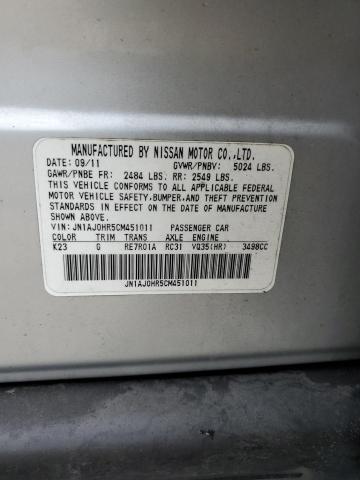 MANUFACTURED BY NISSAN MOTOR CO.,LTD.
DATE: 09/11 GVWR/PNBV: 5024 LBS.
GAWR/PNBE FR: 2484 LBS. RR: 2549 LBS.
THIS VEHICLE CONFORMS TO ALL APPLICABLE FEDERAL
MOTOR VEHICLE SAFETY,BUMPER,AND THEFT PREVENTION
STANDARDS IN EFFECT ON THE DATE OF MANUFACTURE
SHOWN ABOVE.
VIN: JN1AJ0HR5CM451011 PASSENGER CAR
COLOR TRIM TRANS AXLE ENGINE
K23 G RE7R01A RC31 VQ35(HR) 3498CC
JN1AJ0HR5CM451011